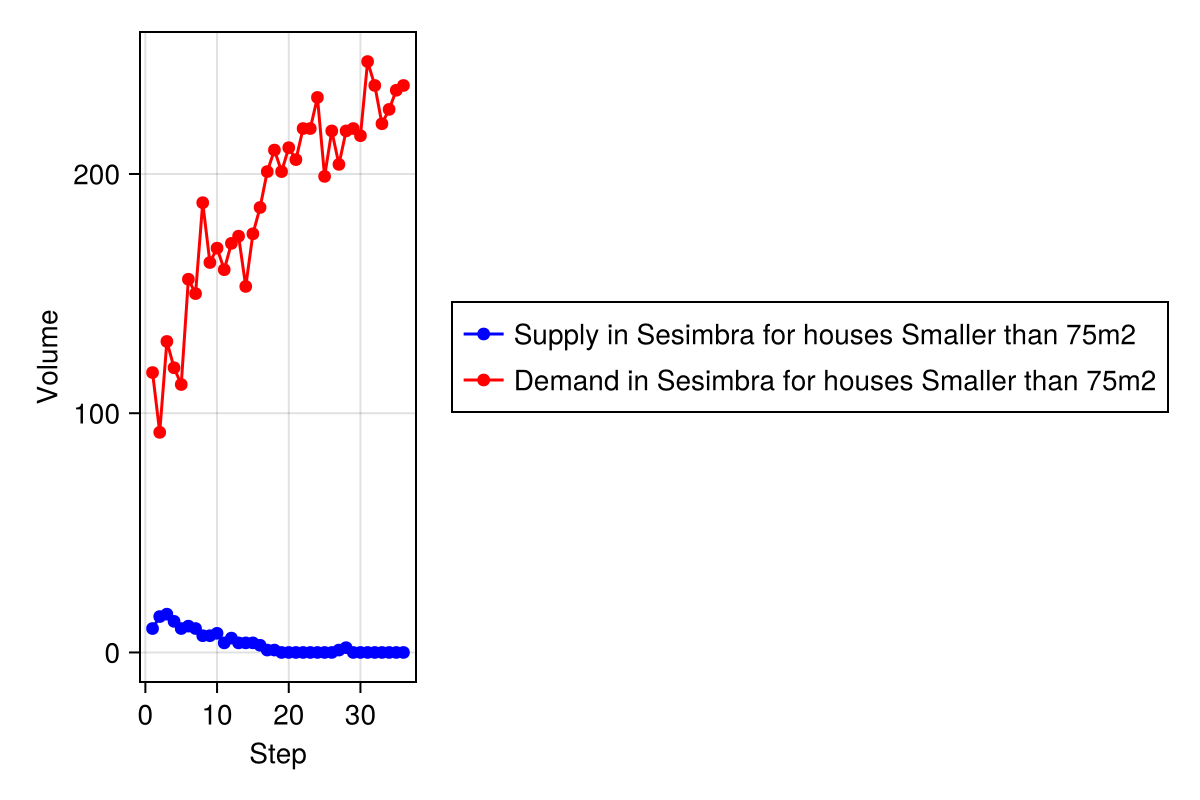 Volume
200
100
0
0 10 20 30
Step
Supply in Sesimbra for houses Smaller than 75m2
Demand in Sesimbra for houses Smaller than 75m2